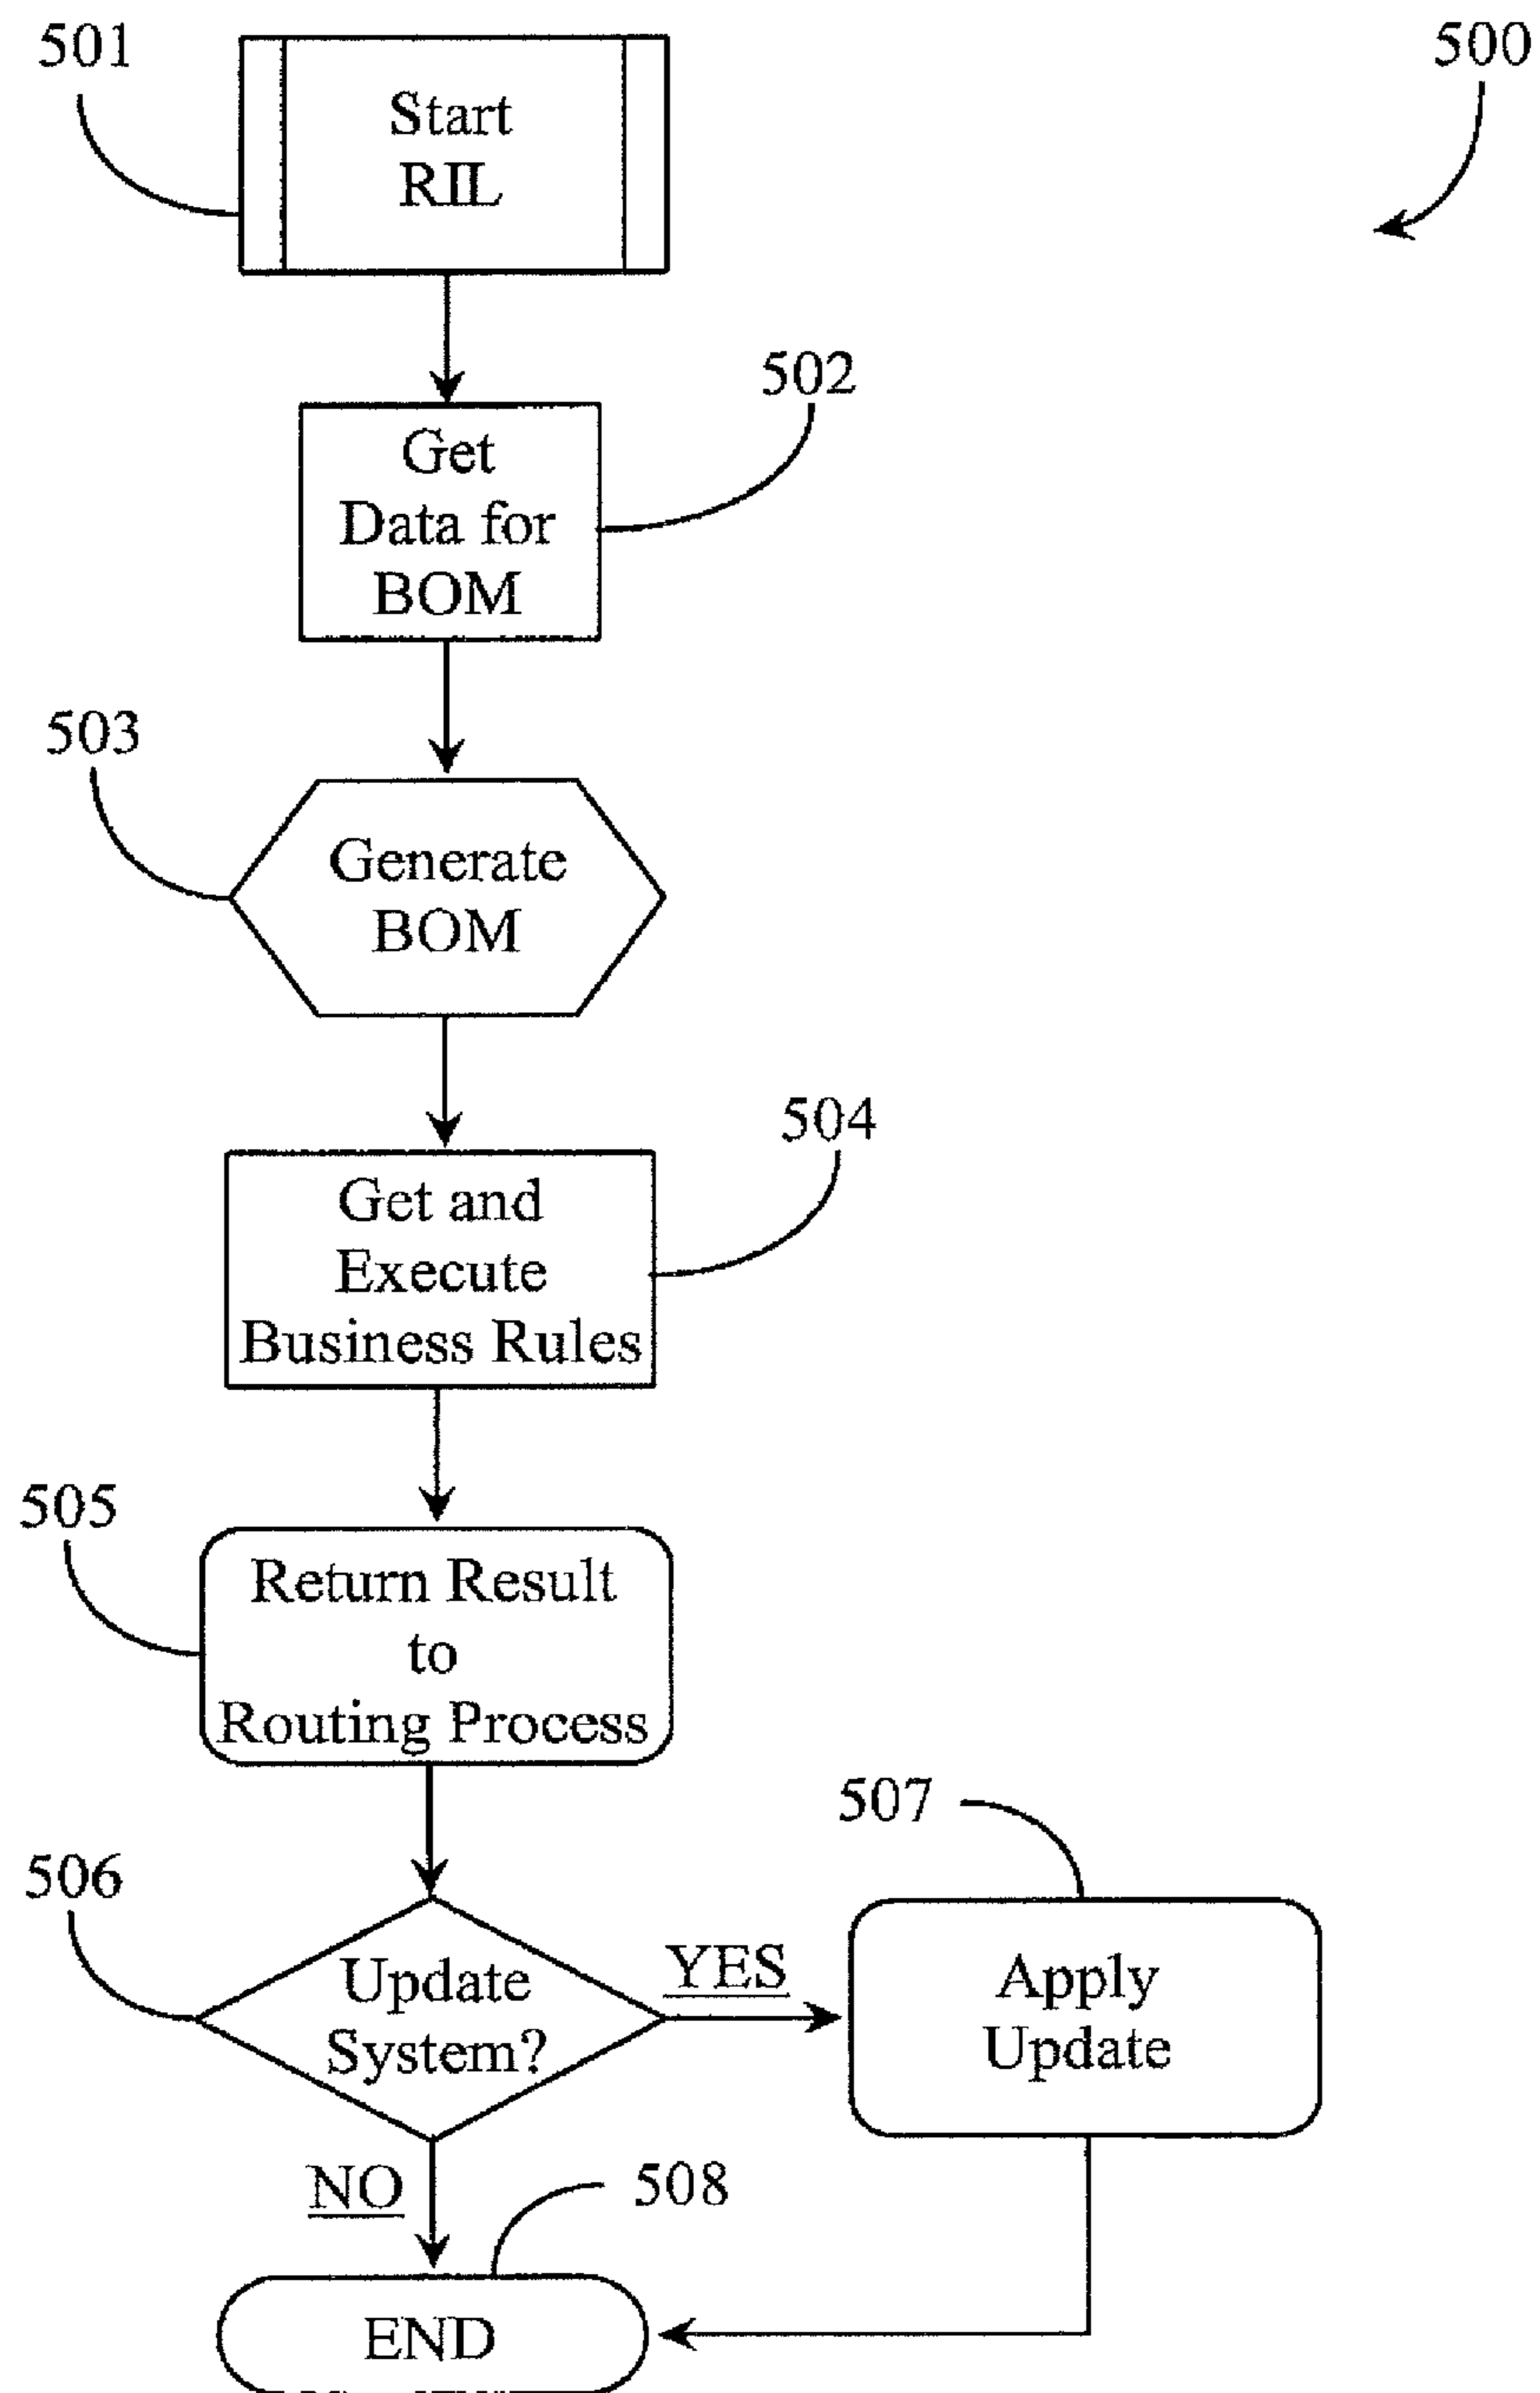 501
500
Start
RIL
502
Get
Data for
BOM
503
Generate
BOM
504
Get and
Execute
Business Rules
505
Return Result
to
Routing Process
507
506
Update
System?
YES
Apply
Update
NO
508
END